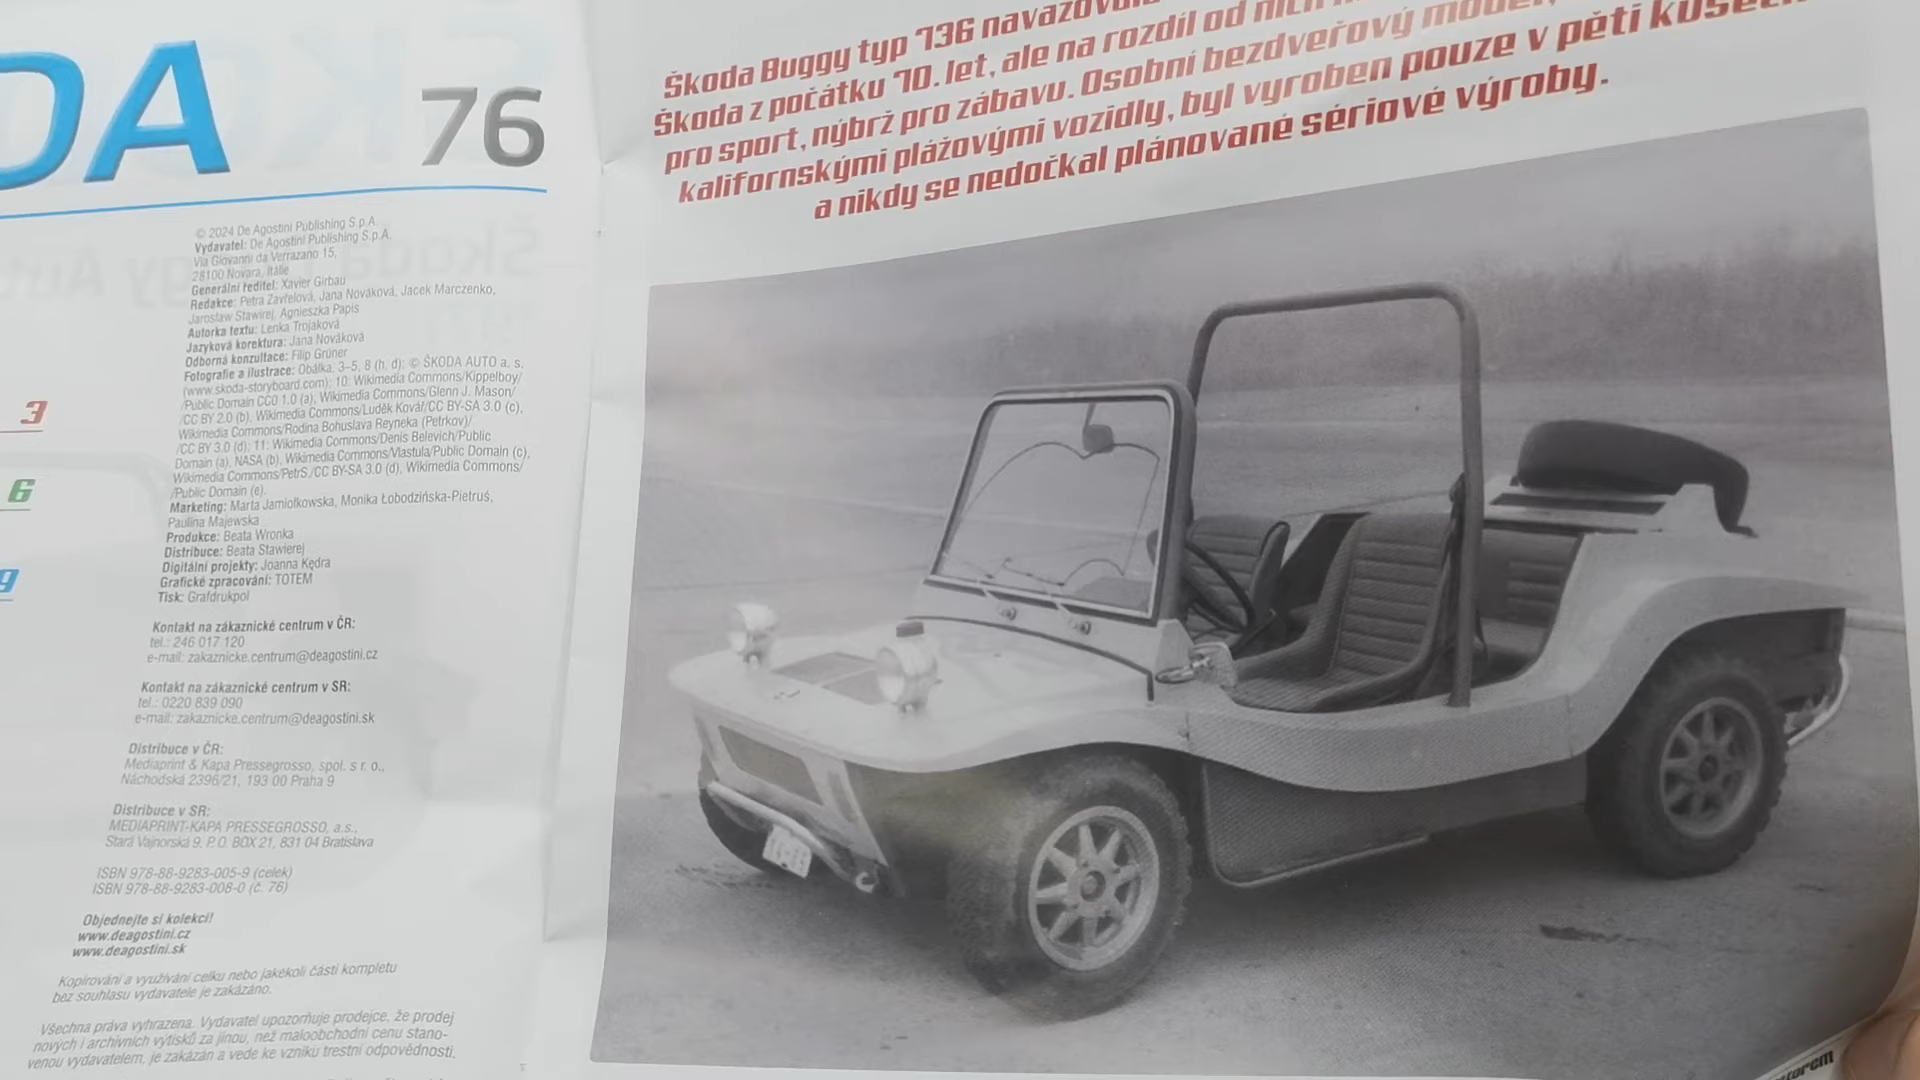 DA
76
3
6
9
© 2024 De Agostini Publishing S.p.A.
Vydavatel: De Agostini Publishing S.p.A.
Via Giovanni da Verrazano 15,
28100 Novara, Itálie
Generální ředitel: Xavier Girbau
Redakce: Petra Zavřelová, Jana Nováková, Jacek Marczenko,
Jarosław Stawirej, Agnieszka Papis
Autorka textu: Lenka Trojaková
Jazyková korektura: Jana Nováková
Odborná konzultace: Filip Grüner
Fotografie a ilustrace: Obálka, 3–5, 8 (h, d): © ŠKODA AUTO a. s.
(www.skoda-storyboard.com); 10: Wikimedia Commons/Kippelboy/
/Public Domain CC0 1.0 (a), Wikimedia Commons/Glenn J. Mason/
/CC BY 2.0 (b), Wikimedia Commons/Luděk Kovář/CC BY-SA 3.0 (c),
Wikimedia Commons/Rodina Bohuslava Reyneka (Petrkov)/
/CC BY 3.0 (d); 11: Wikimedia Commons/Denis Belevich/Public
Domain (a), NASA (b), Wikimedia Commons/Vlastula/Public Domain (c),
Wikimedia Commons/PetrS./CC BY-SA 3.0 (d), Wikimedia Commons/
/Public Domain (e).
Marketing: Marta Jamiołkowska, Monika Łobodzińska-Pietruś,
Paulina Majewska
Produkce: Beata Wronka
Distribuce: Beata Stawierej
Digitální projekty: Joanna Kędra
Grafické zpracování: TOTEM
Tisk: Grafdrukpol
Kontakt na zákaznické centrum v ČR:
tel.: 246 017 120
e-mail: zakaznicke.centrum@deagostini.cz
Kontakt na zákaznické centrum v SR:
tel.: 0220 839 090
e-mail: zakaznicke.centrum@deagostini.sk
Distribuce v ČR:
Mediaprint & Kapa Pressegrosso, spol. s r. o.,
Náchodská 2396/21, 193 00 Praha 9
Distribuce v SR:
MEDIAPRINT-KAPA PRESSEGROSSO, a.s.,
Stará Vajnorská 9, P. O. BOX 21, 831 04 Bratislava
ISBN 978-88-9283-005-9 (celek)
ISBN 978-88-9283-008-0 (č. 76)
Objednejte si kolekci!
www.deagostini.cz
www.deagostini.sk
Kopírování a využívání celku nebo jakékoli části kompletu
bez souhlasu vydavatele je zakázáno.
Všechna práva vyhrazena. Vydavatel upozorňuje prodejce, že prodej
nových i archivních výtisků za jinou, než maloobchodní cenu stano-
venou vydavatelem, je zakázán a vede ke vzniku trestní odpovědnosti.
Škoda Buggy typ 736 navazoval
Škoda z počátku 70. let, ale na rozdíl od nich
pro sport, nýbrž pro zábavu. Osobní bezdveřový model,
kalifornskými plážovými vozidly, byl vyroben pouze v pěti kusech
a nikdy se nedočkal plánované sériové výroby.